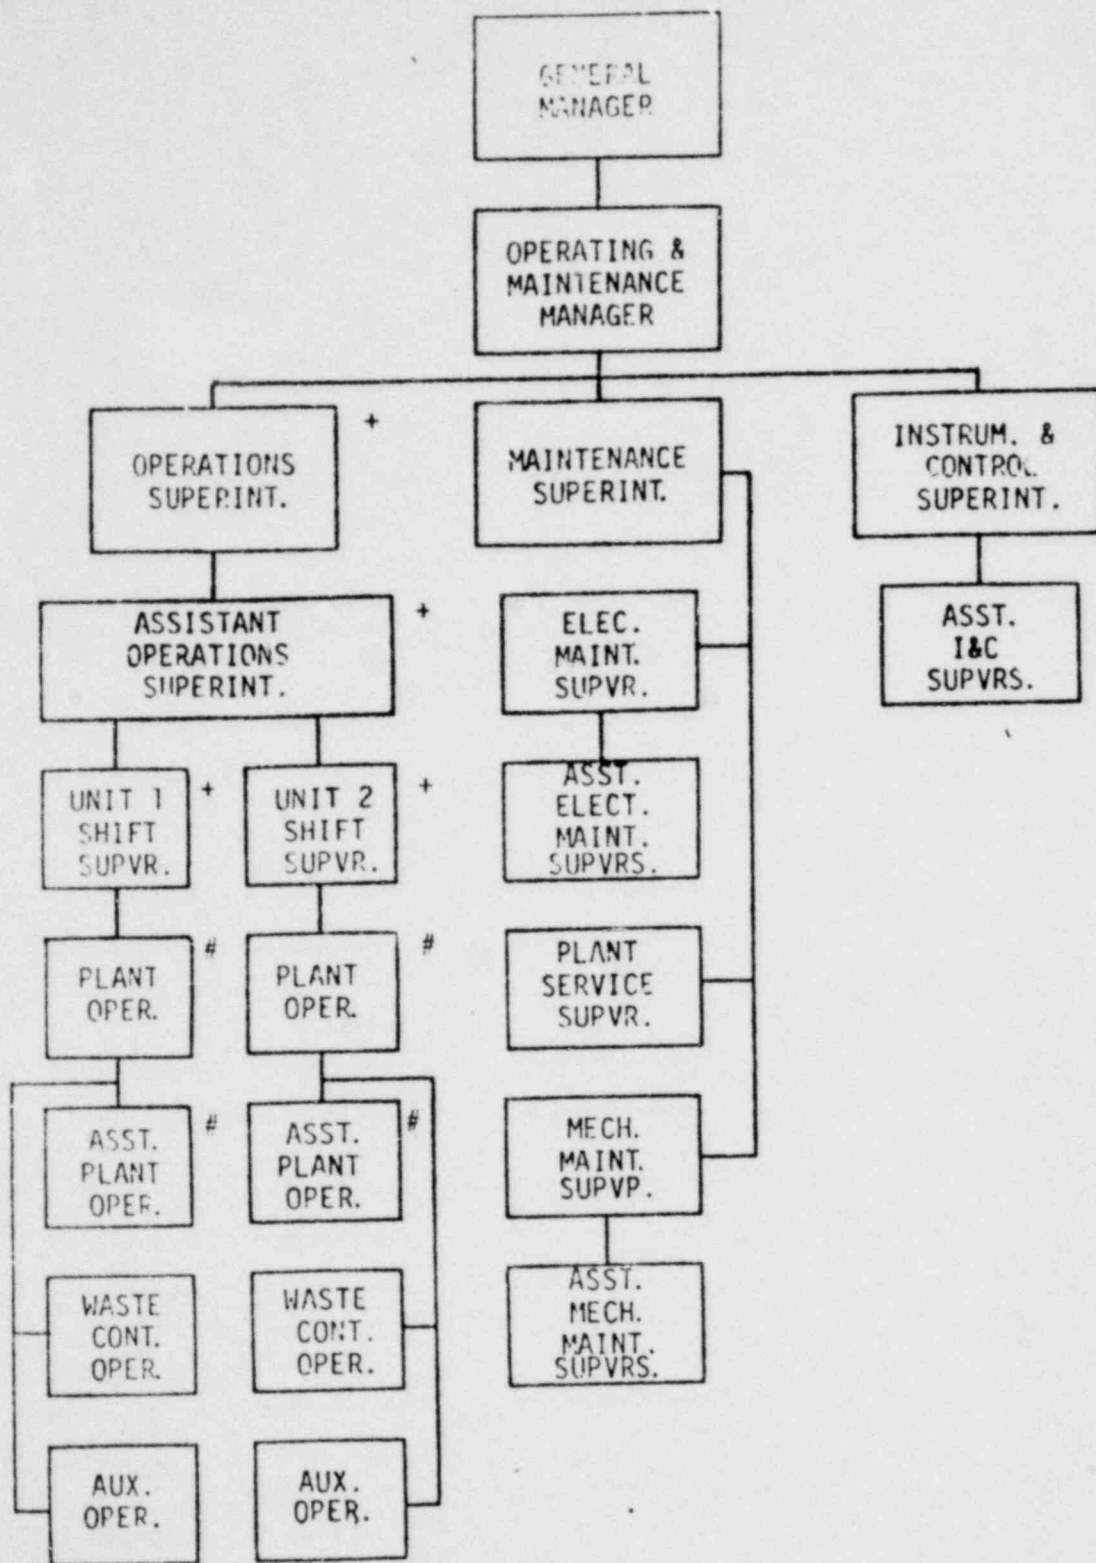 GENERAL
MANAGER
OPERATING &
MAINTENANCE
MANAGER
+
OPERATIONS
SUPERINT.
MAINTENANCE
SUPERINT.
INSTRUM. &
CONTROL
SUPERINT.
+
ASSISTANT
OPERATIONS
SUPERINT.
ELEC.
MAINT.
SUPVR.
ASST.
I&C
SUPVRS.
UNIT 1
SHIFT
SUPVR.
+
UNIT 2
SHIFT
SUPVR.
+
ASST.
ELECT.
MAINT.
SUPVRS.
PLANT
OPER.
#
PLANT
OPER.
#
PLANT
SERVICE
SUPVR.
ASST.
PLANT
OPER.
#
ASST.
PLANT
OPER.
#
MECH.
MAINT.
SUPVP.
WASTE
CONT.
OPER.
WASTE
CONT.
OPER.
ASST.
MECH.
MAINT.
SUPVRS.
AUX.
OPER.
AUX.
OPER.